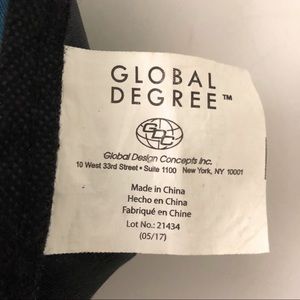 GLOBAL
DEGREE™
GDC
Global Design Concepts Inc.
10 West 33rd Street • Suite 1100 New York, NY 10001
Made in China
Hecho en China
Fabriqué en Chine
Lot No.: 21434
(05/17)